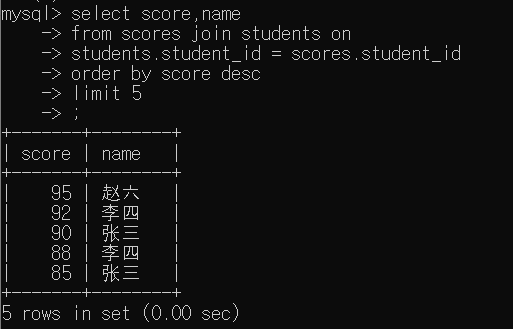 mysql> select score,name
    -> from scores join students on
    -> students.student_id = scores.student_id
    -> order by score desc
    -> limit 5
    -> ;
+-------+--------+
| score | name   |
+-------+--------+
|    95 | 赵六   |
|    92 | 李四   |
|    90 | 张三   |
|    88 | 李四   |
|    85 | 张三   |
+-------+--------+
5 rows in set (0.00 sec)